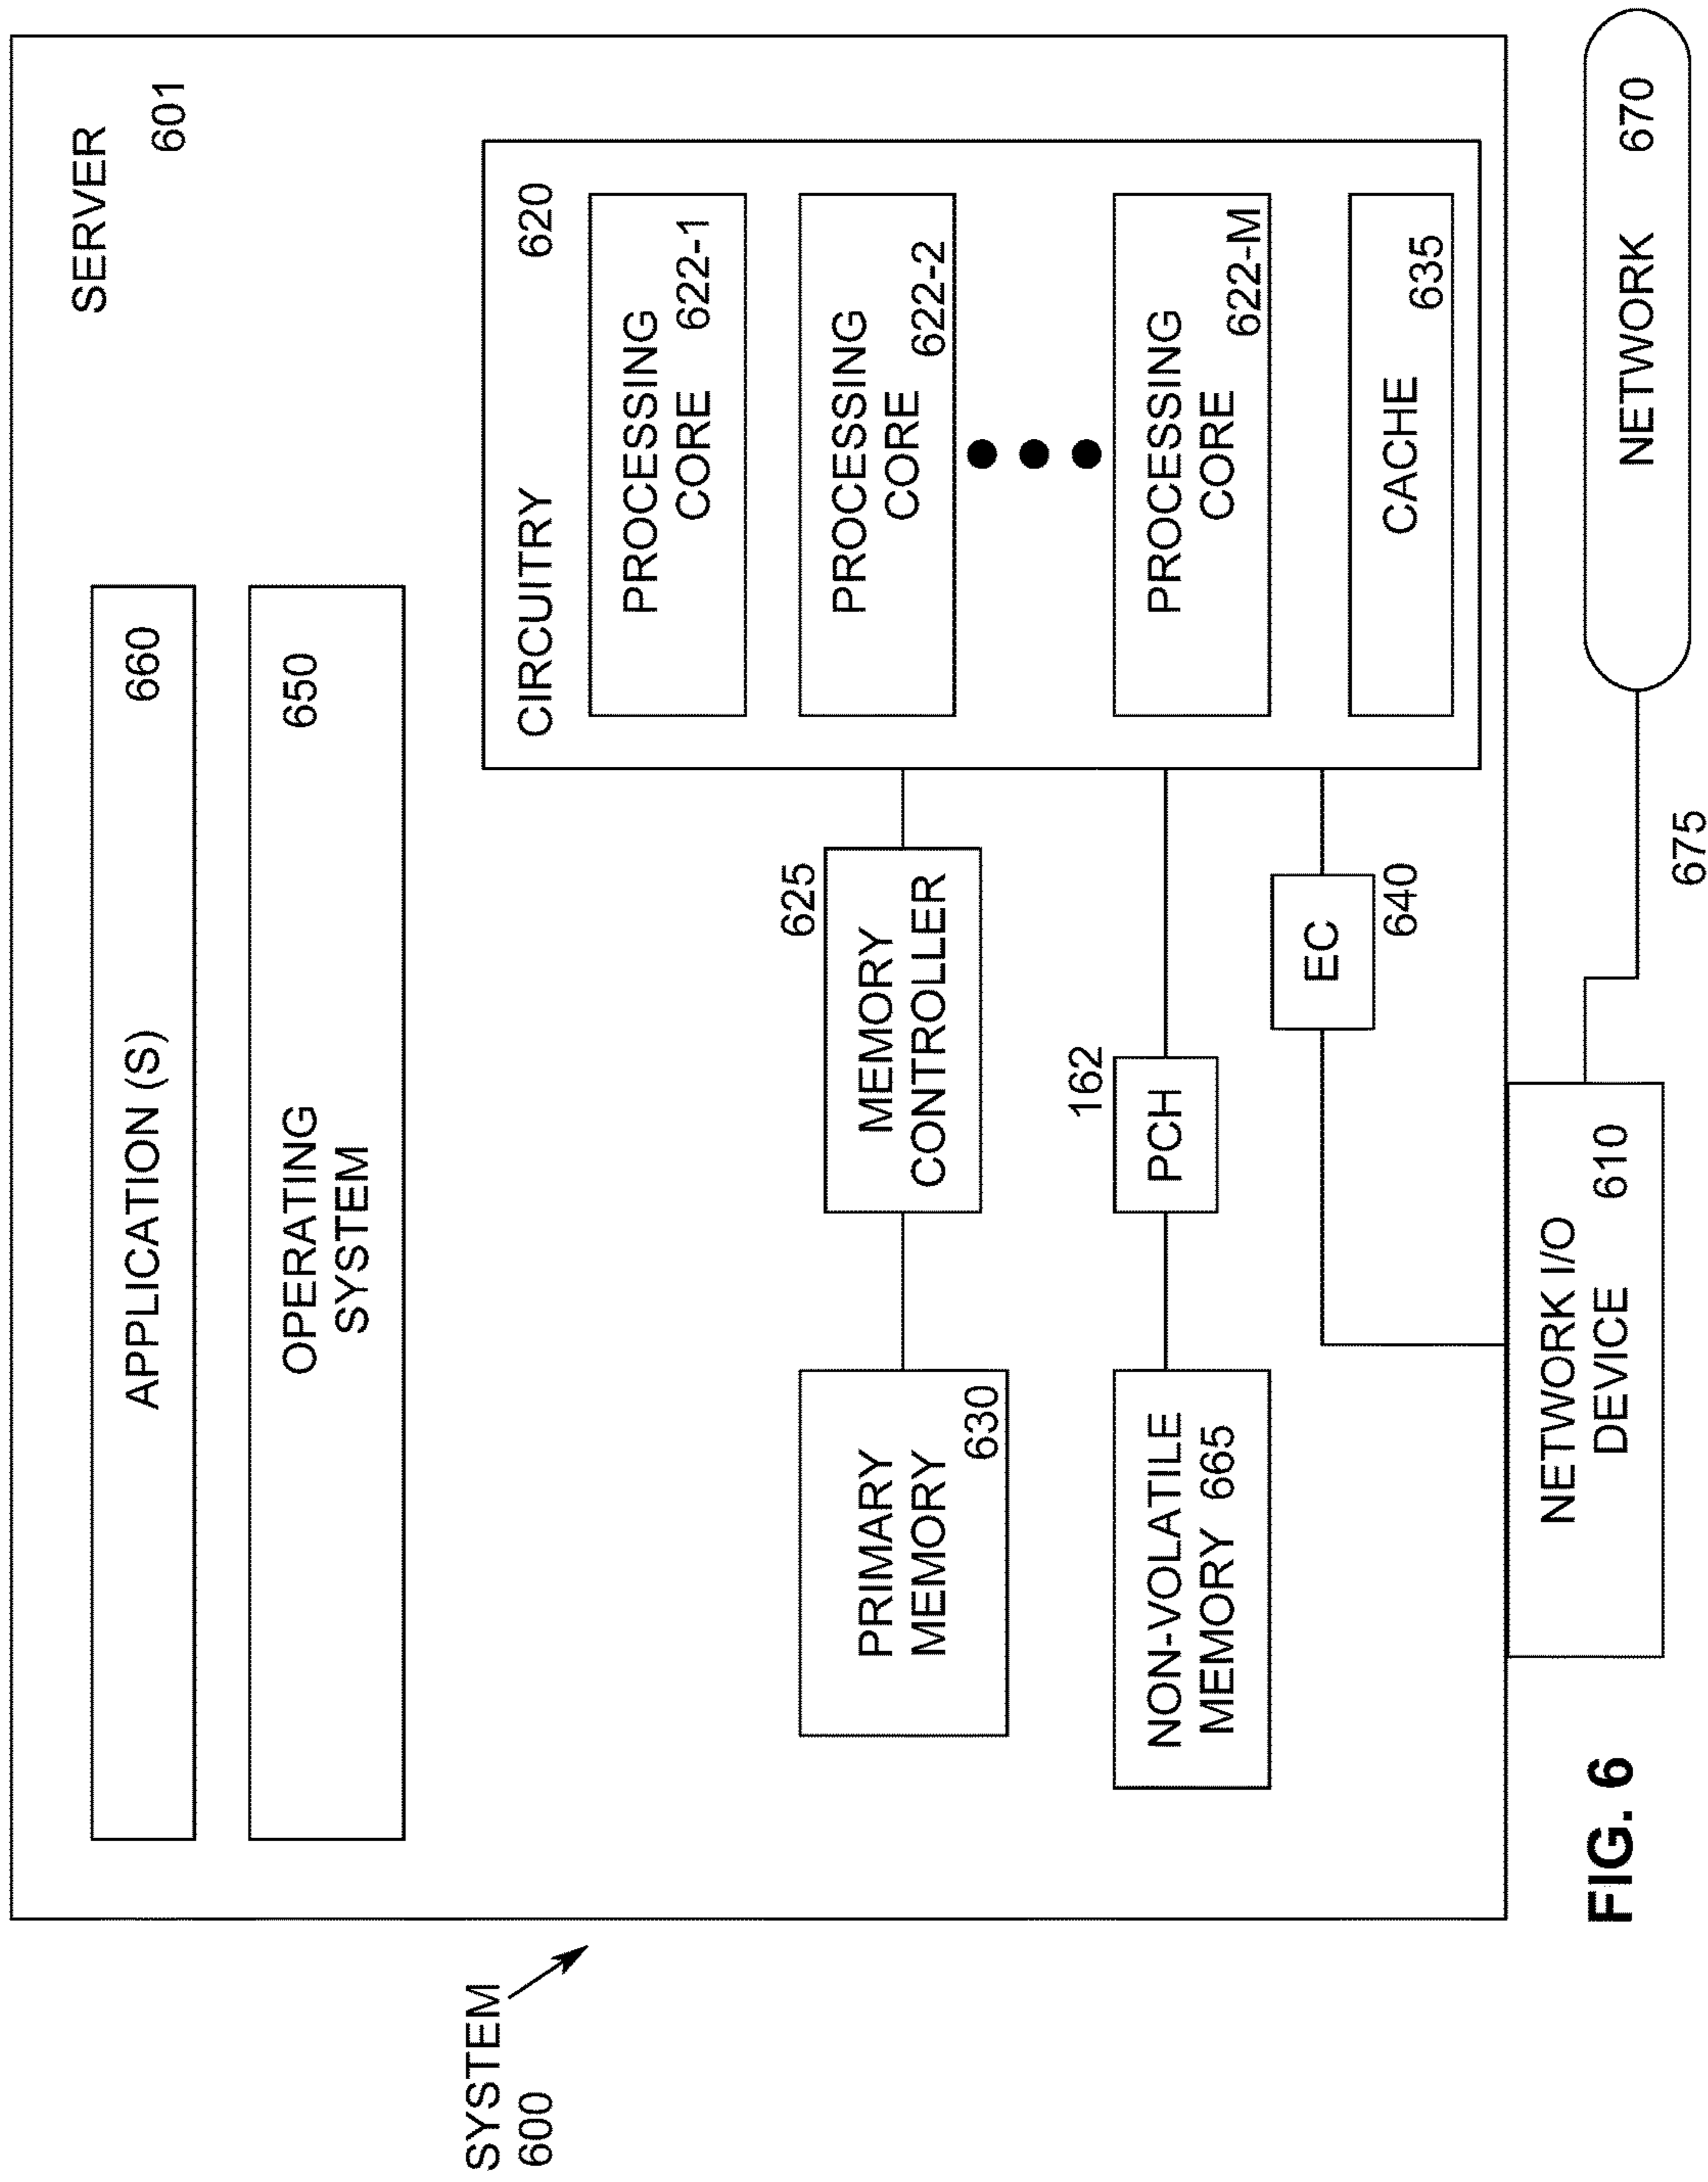 SYSTEM
600
SERVER
601
APPLICATION (S) 660
OPERATING
SYSTEM
650
CIRCUITRY 620
PROCESSING
CORE 622-1
PROCESSING
CORE 622-2
PROCESSING
CORE 622-M
CACHE 635
625
MEMORY
CONTROLLER
PRIMARY
MEMORY
630
162
PCH
NON-VOLATILE
MEMORY 665
EC
640
NETWORK I/O
DEVICE 610
675
NETWORK 670
FIG. 6